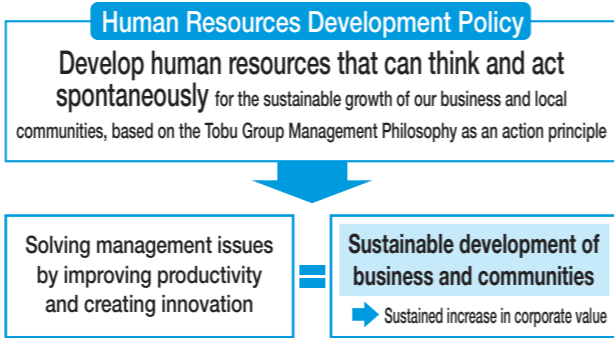 Human Resources Development Policy
Develop human resources that can think and act
spontaneously for the sustainable growth of our business and local
communities, based on the Tobu Group Management Philosophy as an action principle
Solving management issues
by improving productivity
and creating innovation
=
Sustainable development of
business and communities
Sustained increase in corporate value